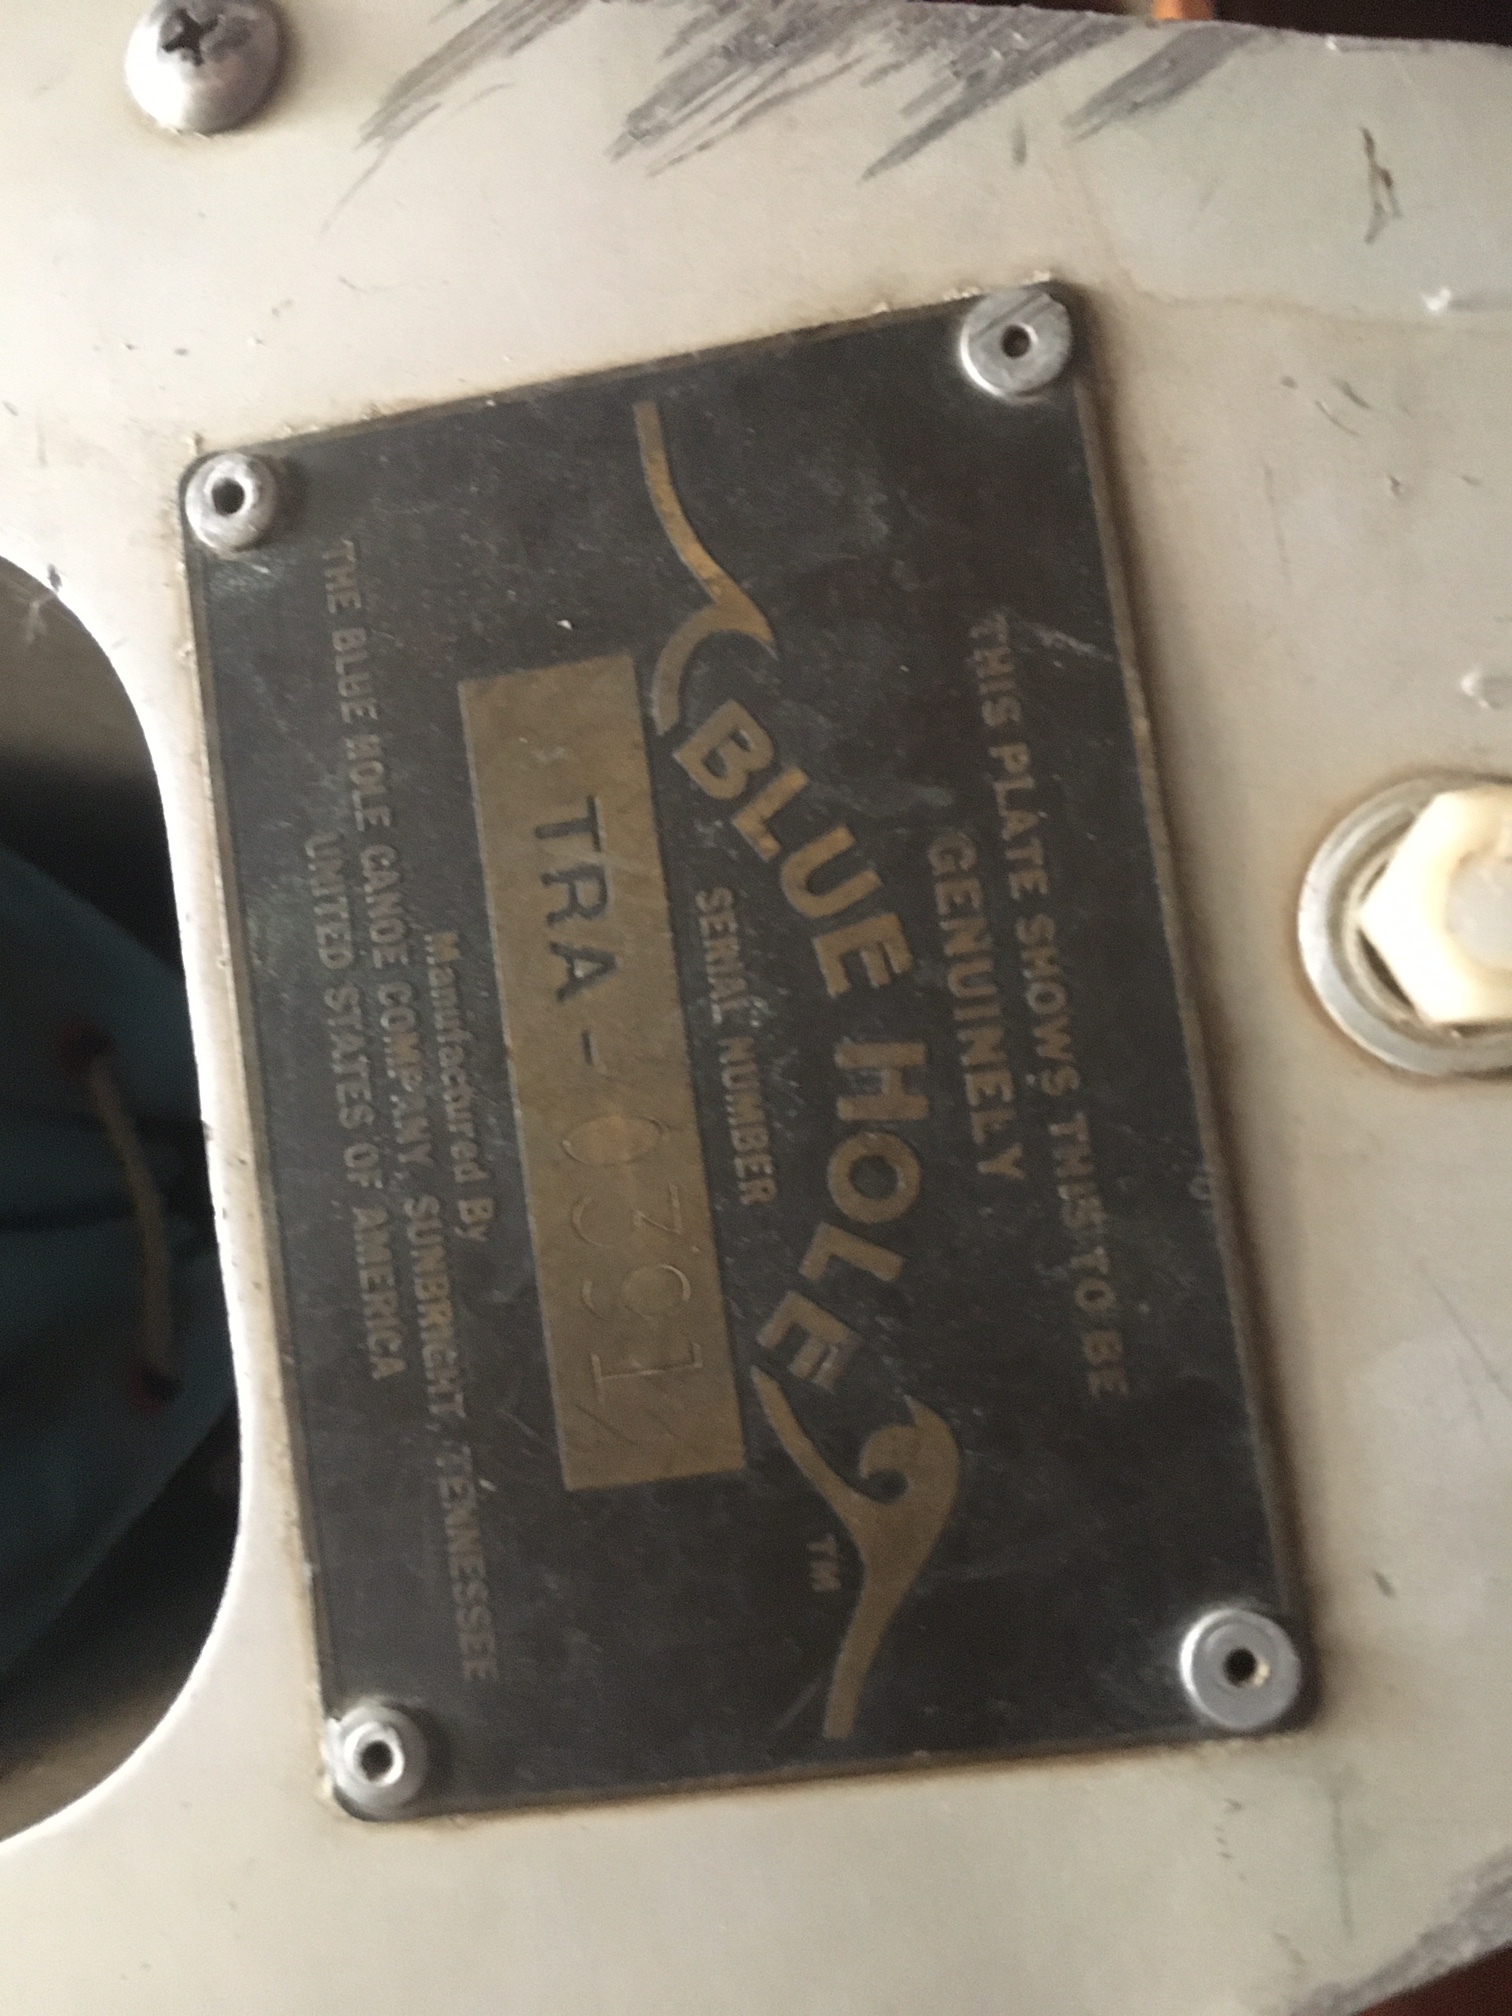 THIS PLATE SHOWS THIS TO BE
GENUINELY
BLUE HOLE ™
SERIAL NUMBER
TRA -
Manufactured By
THE BLUE HOLE CANOE COMPANY, SUNBRIGHT, TENNESSEE
UNITED STATES OF AMERICA